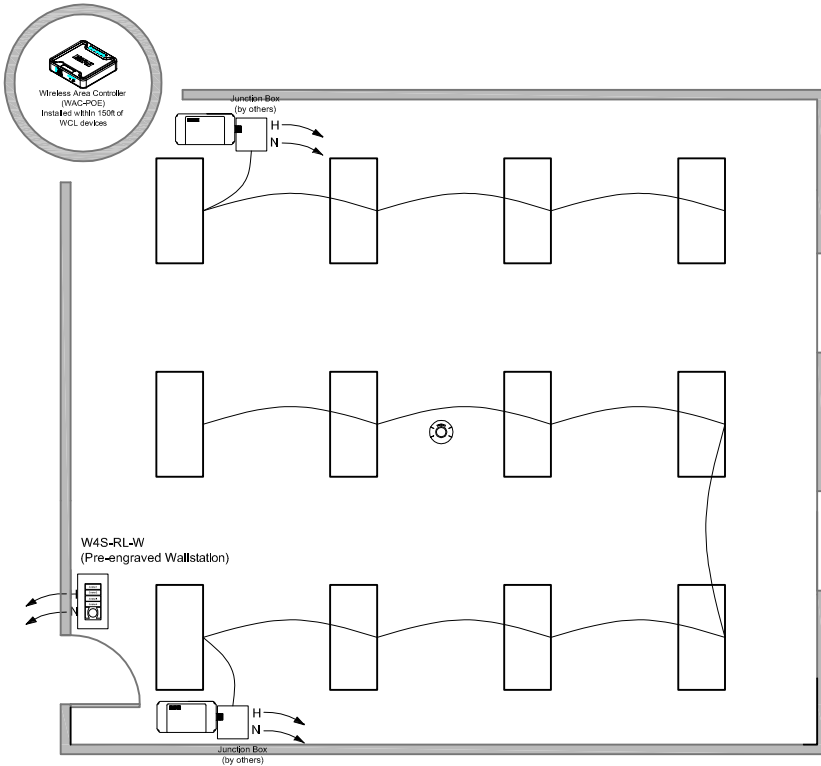 Wireless Area Controller
(WAC-POE)
Installed within 150ft of
WCL devices
Junction Box
(by others)
H
N
W4S-RL-W
(Pre-engraved Wallstation)
N
H
N
Junction Box
(by others)